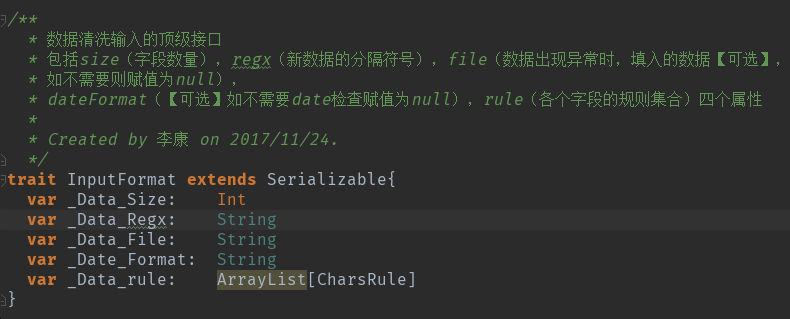 /**
* 数据清洗输入的顶级接口
* 包括size（字段数量），regx（新数据的分隔符号），file（数据出现异常时，填入的数据【可选】，
* 如不需要则赋值为null），
* dateFormat（【可选】如不需要date检查赋值为null），rule（各个字段的规则集合）四个属性
*
* Created by 李康 on 2017/11/24.
*/
trait InputFormat extends Serializable{
var _Data_Size: Int
var _Data_Regx: String
var _Data_File: String
var _Date_Format: String
var _Data_rule: ArrayList[CharsRule]
}